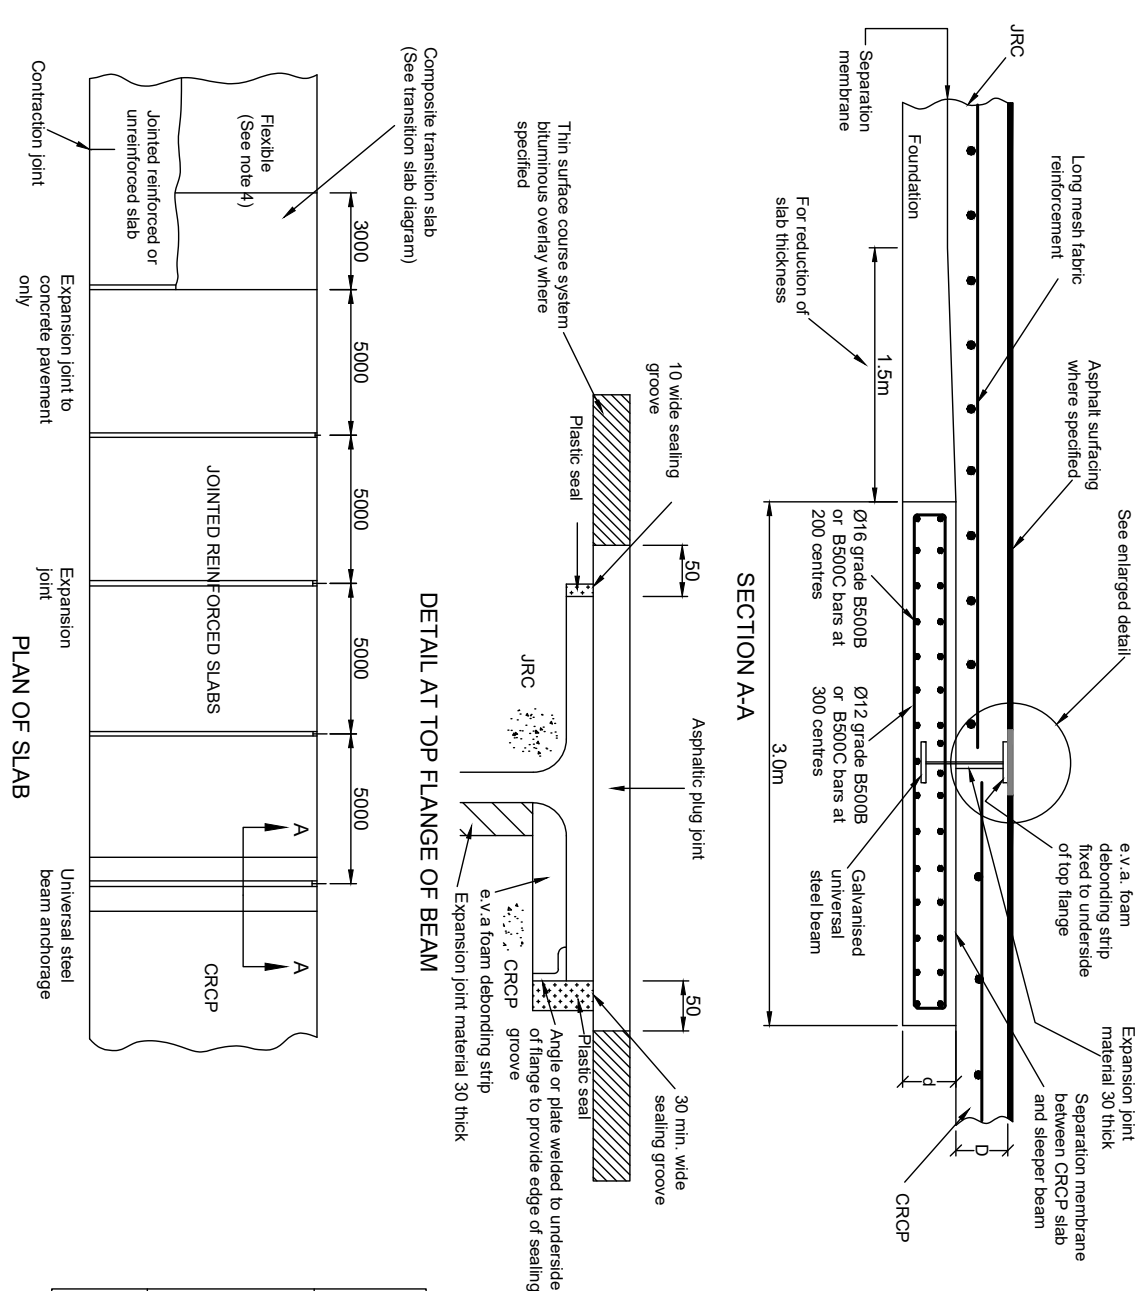 See enlarged detail
e.v.a. foam
debonding strip
fixed to underside
of top flange
Expansion joint
material 30 thick
Separation membrane
between CRCP slab
and sleeper beam
Asphalt surfacing
where specified
Long mesh fabric
reinforcement
JRC
Separation
membrane
Foundation
For reduction of
slab thickness
1.5m
Ø16 grade B500B
or B500C bars at
200 centres
Ø12 grade B500B
or B500C bars at
300 centres
Galvanised
universal
steel beam
3.0m
d
D
CRCP
SECTION A-A
Thin surface course system
bituminous overlay where
specified
10 wide sealing
groove
Plastic seal
50
Asphaltic plug joint
50
30 min. wide
sealing groove
JRC
CRCP
Plastic seal
Angle or plate welded to underside
of flange to provide edge of sealing
groove
e.v.a foam debonding strip
Expansion joint material 30 thick
DETAIL AT TOP FLANGE OF BEAM
Composite transition slab
(See transition slab diagram)
3000
5000
5000
5000
5000
Flexible
(See note 4)
Jointed reinforced or
unreinforced slab
JOINTED REINFORCED SLABS
A
A
CRCP
Contraction joint
Expansion joint to
concrete pavement
only
Expansion
joint
Universal steel
beam anchorage
PLAN OF SLAB